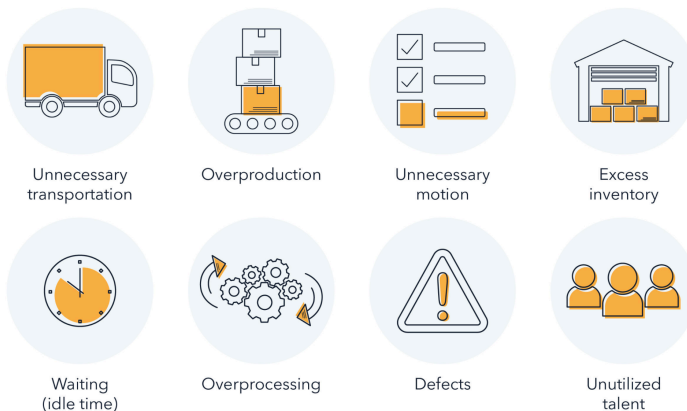 Unnecessary
transportation
Overproduction
Unnecessary
motion
Excess
inventory
Waiting
(idle time)
Overprocessing
Defects
Unutilized
talent